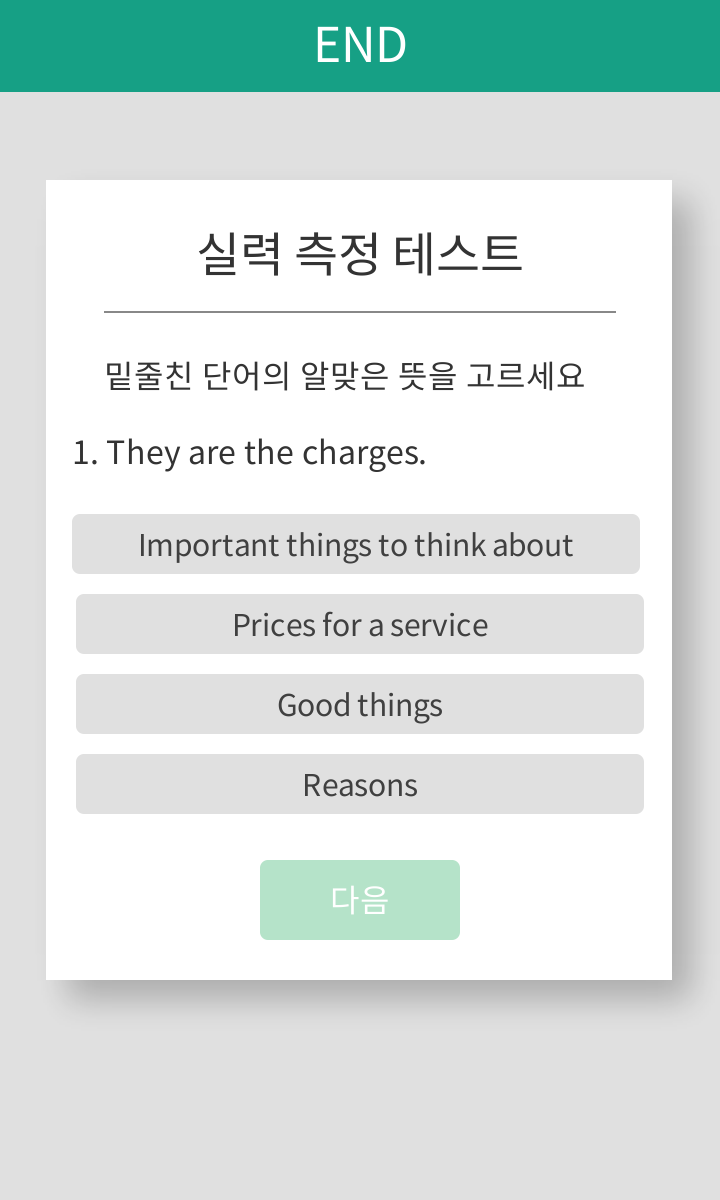 END
실력 측정 테스트
밑줄친 단어의 알맞은 뜻을 고르세요
1. They are the charges.
Important things to think about
Prices for a service
Good things
Reasons
다음